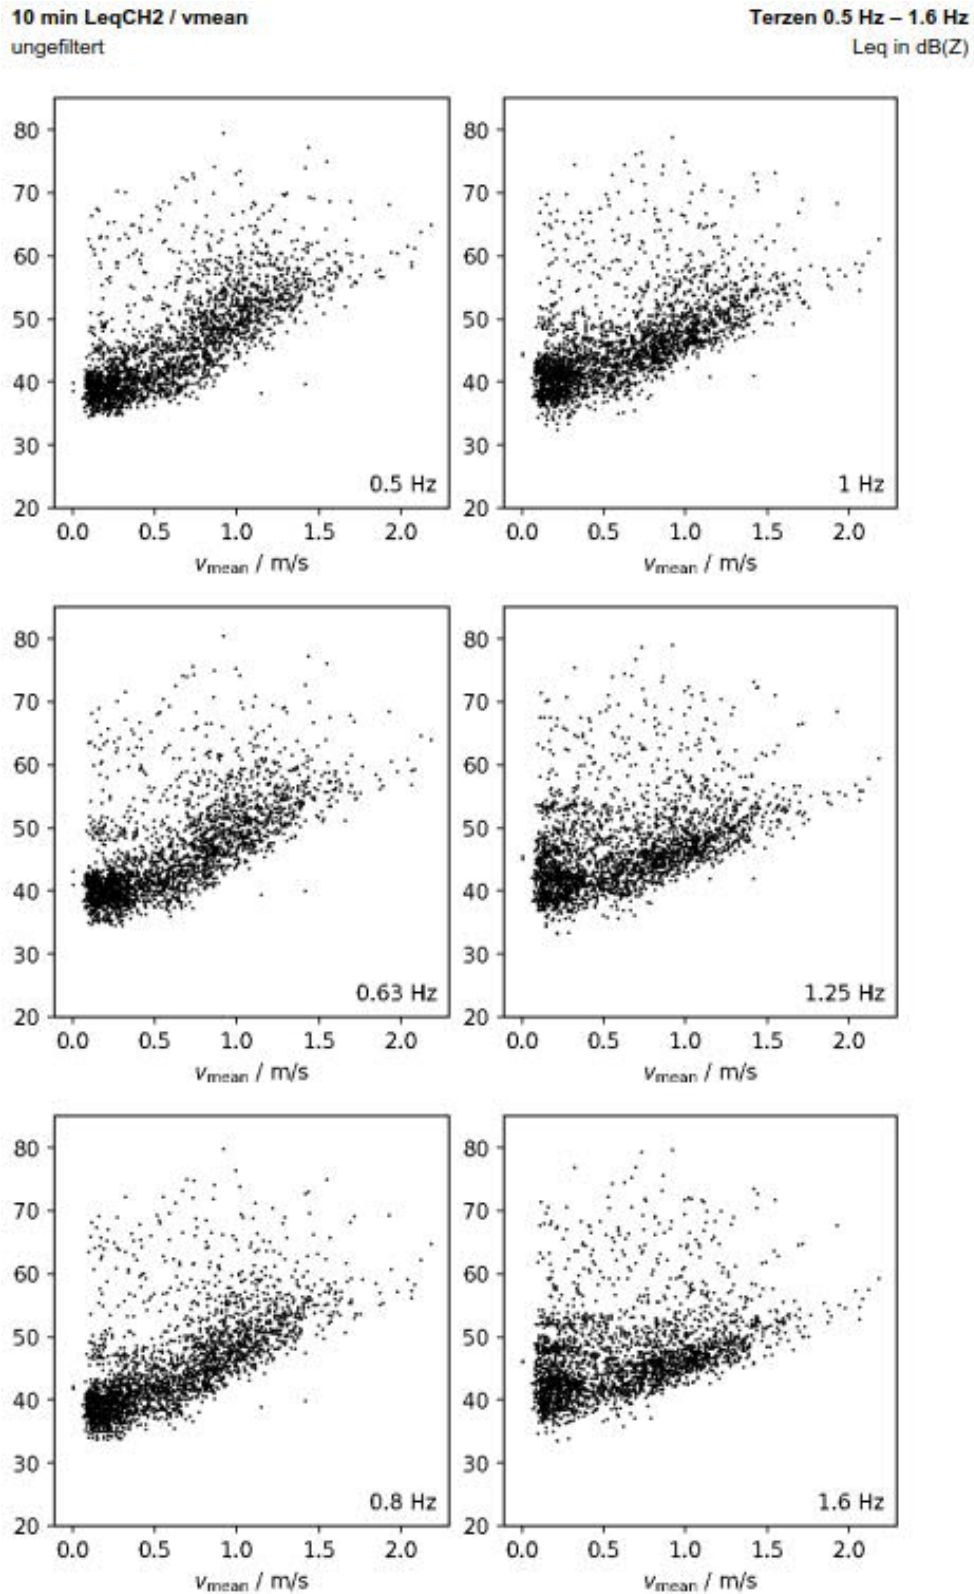 10 min LeqCH2 / vmean
Terzen 0.5 Hz – 1.6 Hz
ungefiltert
Leq in dB(Z)
80
70
60
50
40
30
20
0.5 Hz
0.0 0.5 1.0 1.5 2.0
vmean / m/s
80
70
60
50
40
30
20
1 Hz
0.0 0.5 1.0 1.5 2.0
vmean / m/s
80
70
60
50
40
30
20
0.63 Hz
0.0 0.5 1.0 1.5 2.0
vmean / m/s
80
70
60
50
40
30
20
1.25 Hz
0.0 0.5 1.0 1.5 2.0
vmean / m/s
80
70
60
50
40
30
20
0.8 Hz
0.0 0.5 1.0 1.5 2.0
vmean / m/s
80
70
60
50
40
30
20
1.6 Hz
0.0 0.5 1.0 1.5 2.0
vmean / m/s